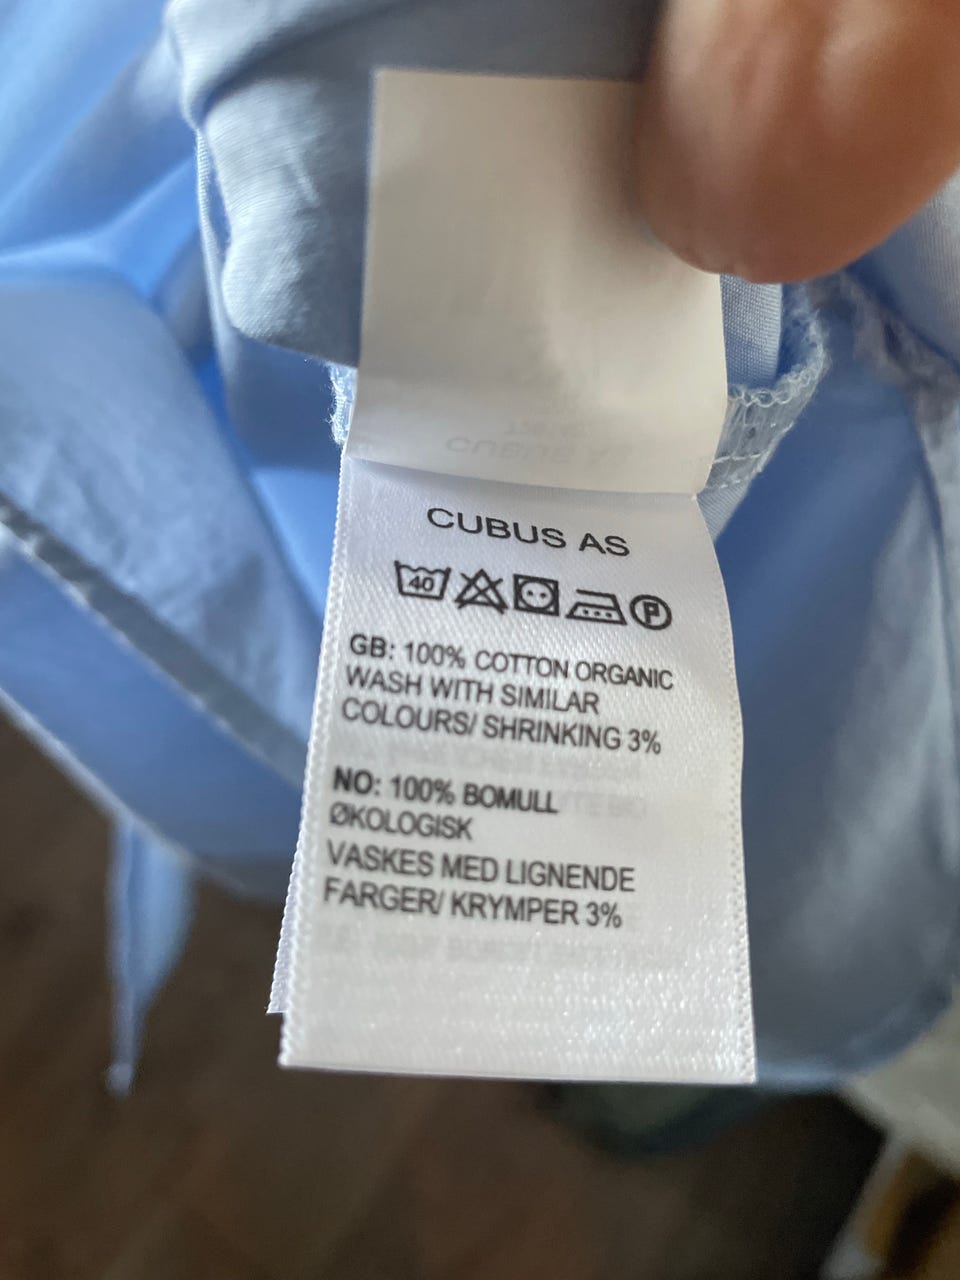 CUBUS AS
40 P
GB: 100% COTTON ORGANIC
WASH WITH SIMILAR
COLOURS/ SHRINKING 3%
NO: 100% BOMULL
ØKOLOGISK
VASKES MED LIGNENDE
FARGER/ KRYMPER 3%